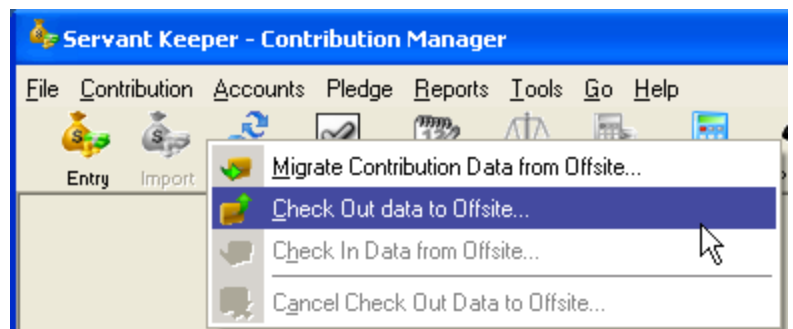 Servant Keeper - Contribution Manager
File Contribution Accounts Pledge Reports Tools Go Help
Entry Import
Migrate Contribution Data from Offsite...
Check Out data to Offsite...
Check In Data from Offsite...
Cancel Check Out Data to Offsite...